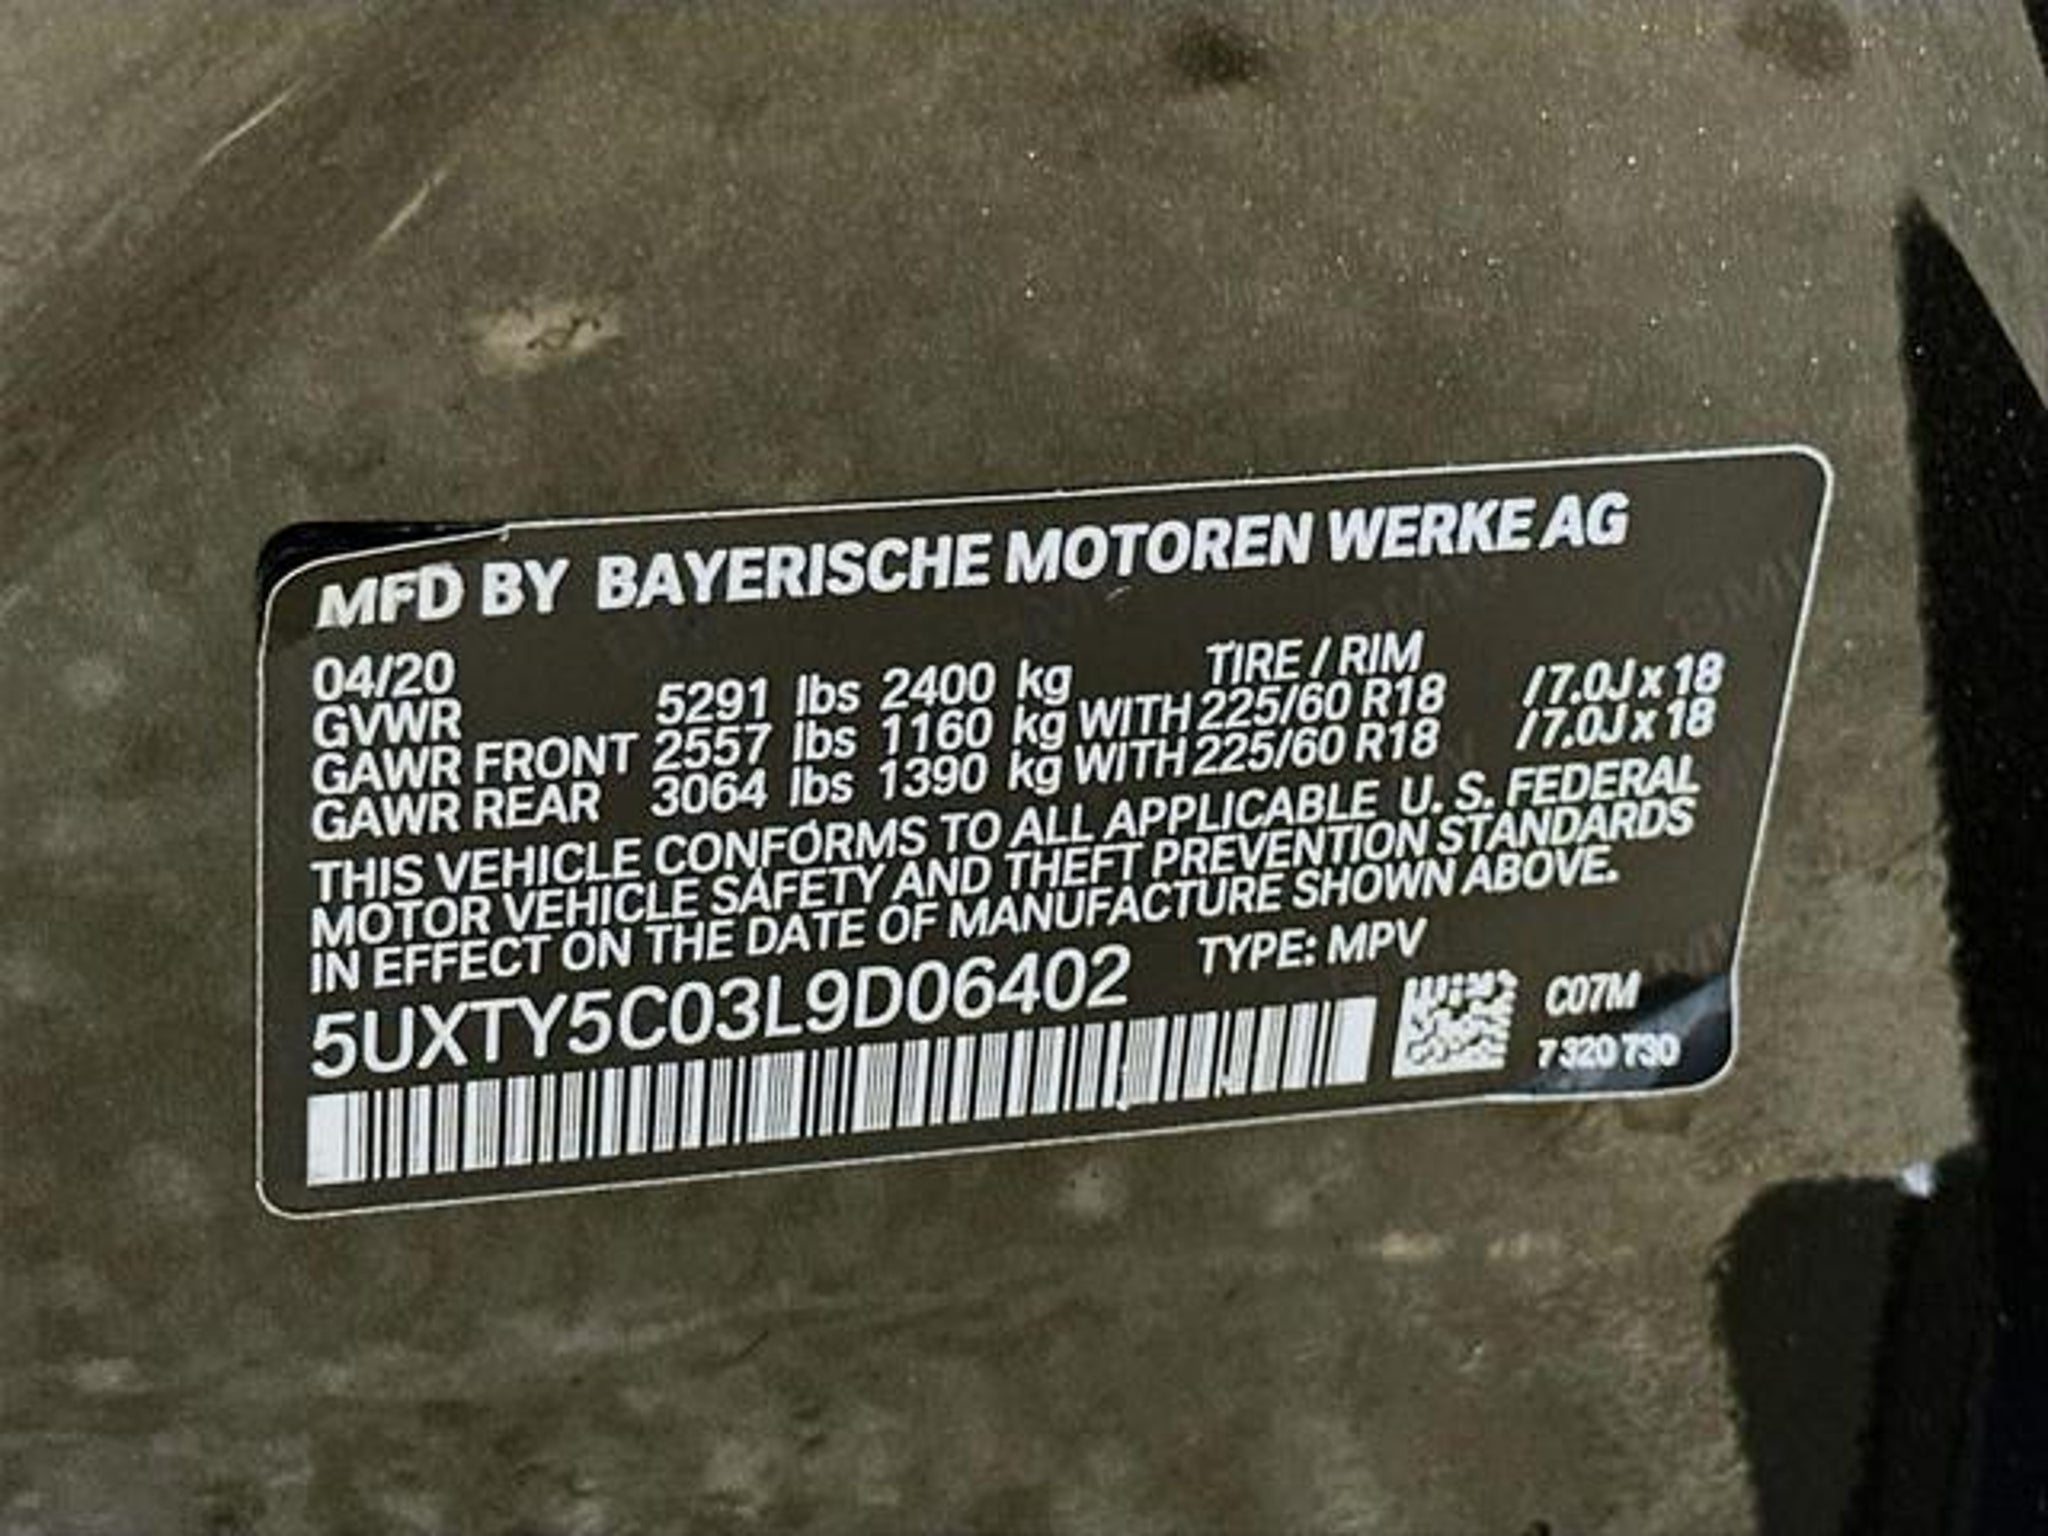 MFD BY BAYERISCHE MOTOREN WERKE AG
04/20 TIRE / RIM
GVWR 5291 lbs 2400 kg
GAWR FRONT 2557 lbs 1160 kg WITH 225/60 R18 /7.0J x 18
GAWR REAR 3064 lbs 1390 kg WITH 225/60 R18 /7.0J x 18
THIS VEHICLE CONFORMS TO ALL APPLICABLE U. S. FEDERAL
MOTOR VEHICLE SAFETY AND THEFT PREVENTION STANDARDS
IN EFFECT ON THE DATE OF MANUFACTURE SHOWN ABOVE.
5UXTY5C03L9D06402 TYPE: MPV
C07M
7 320 730